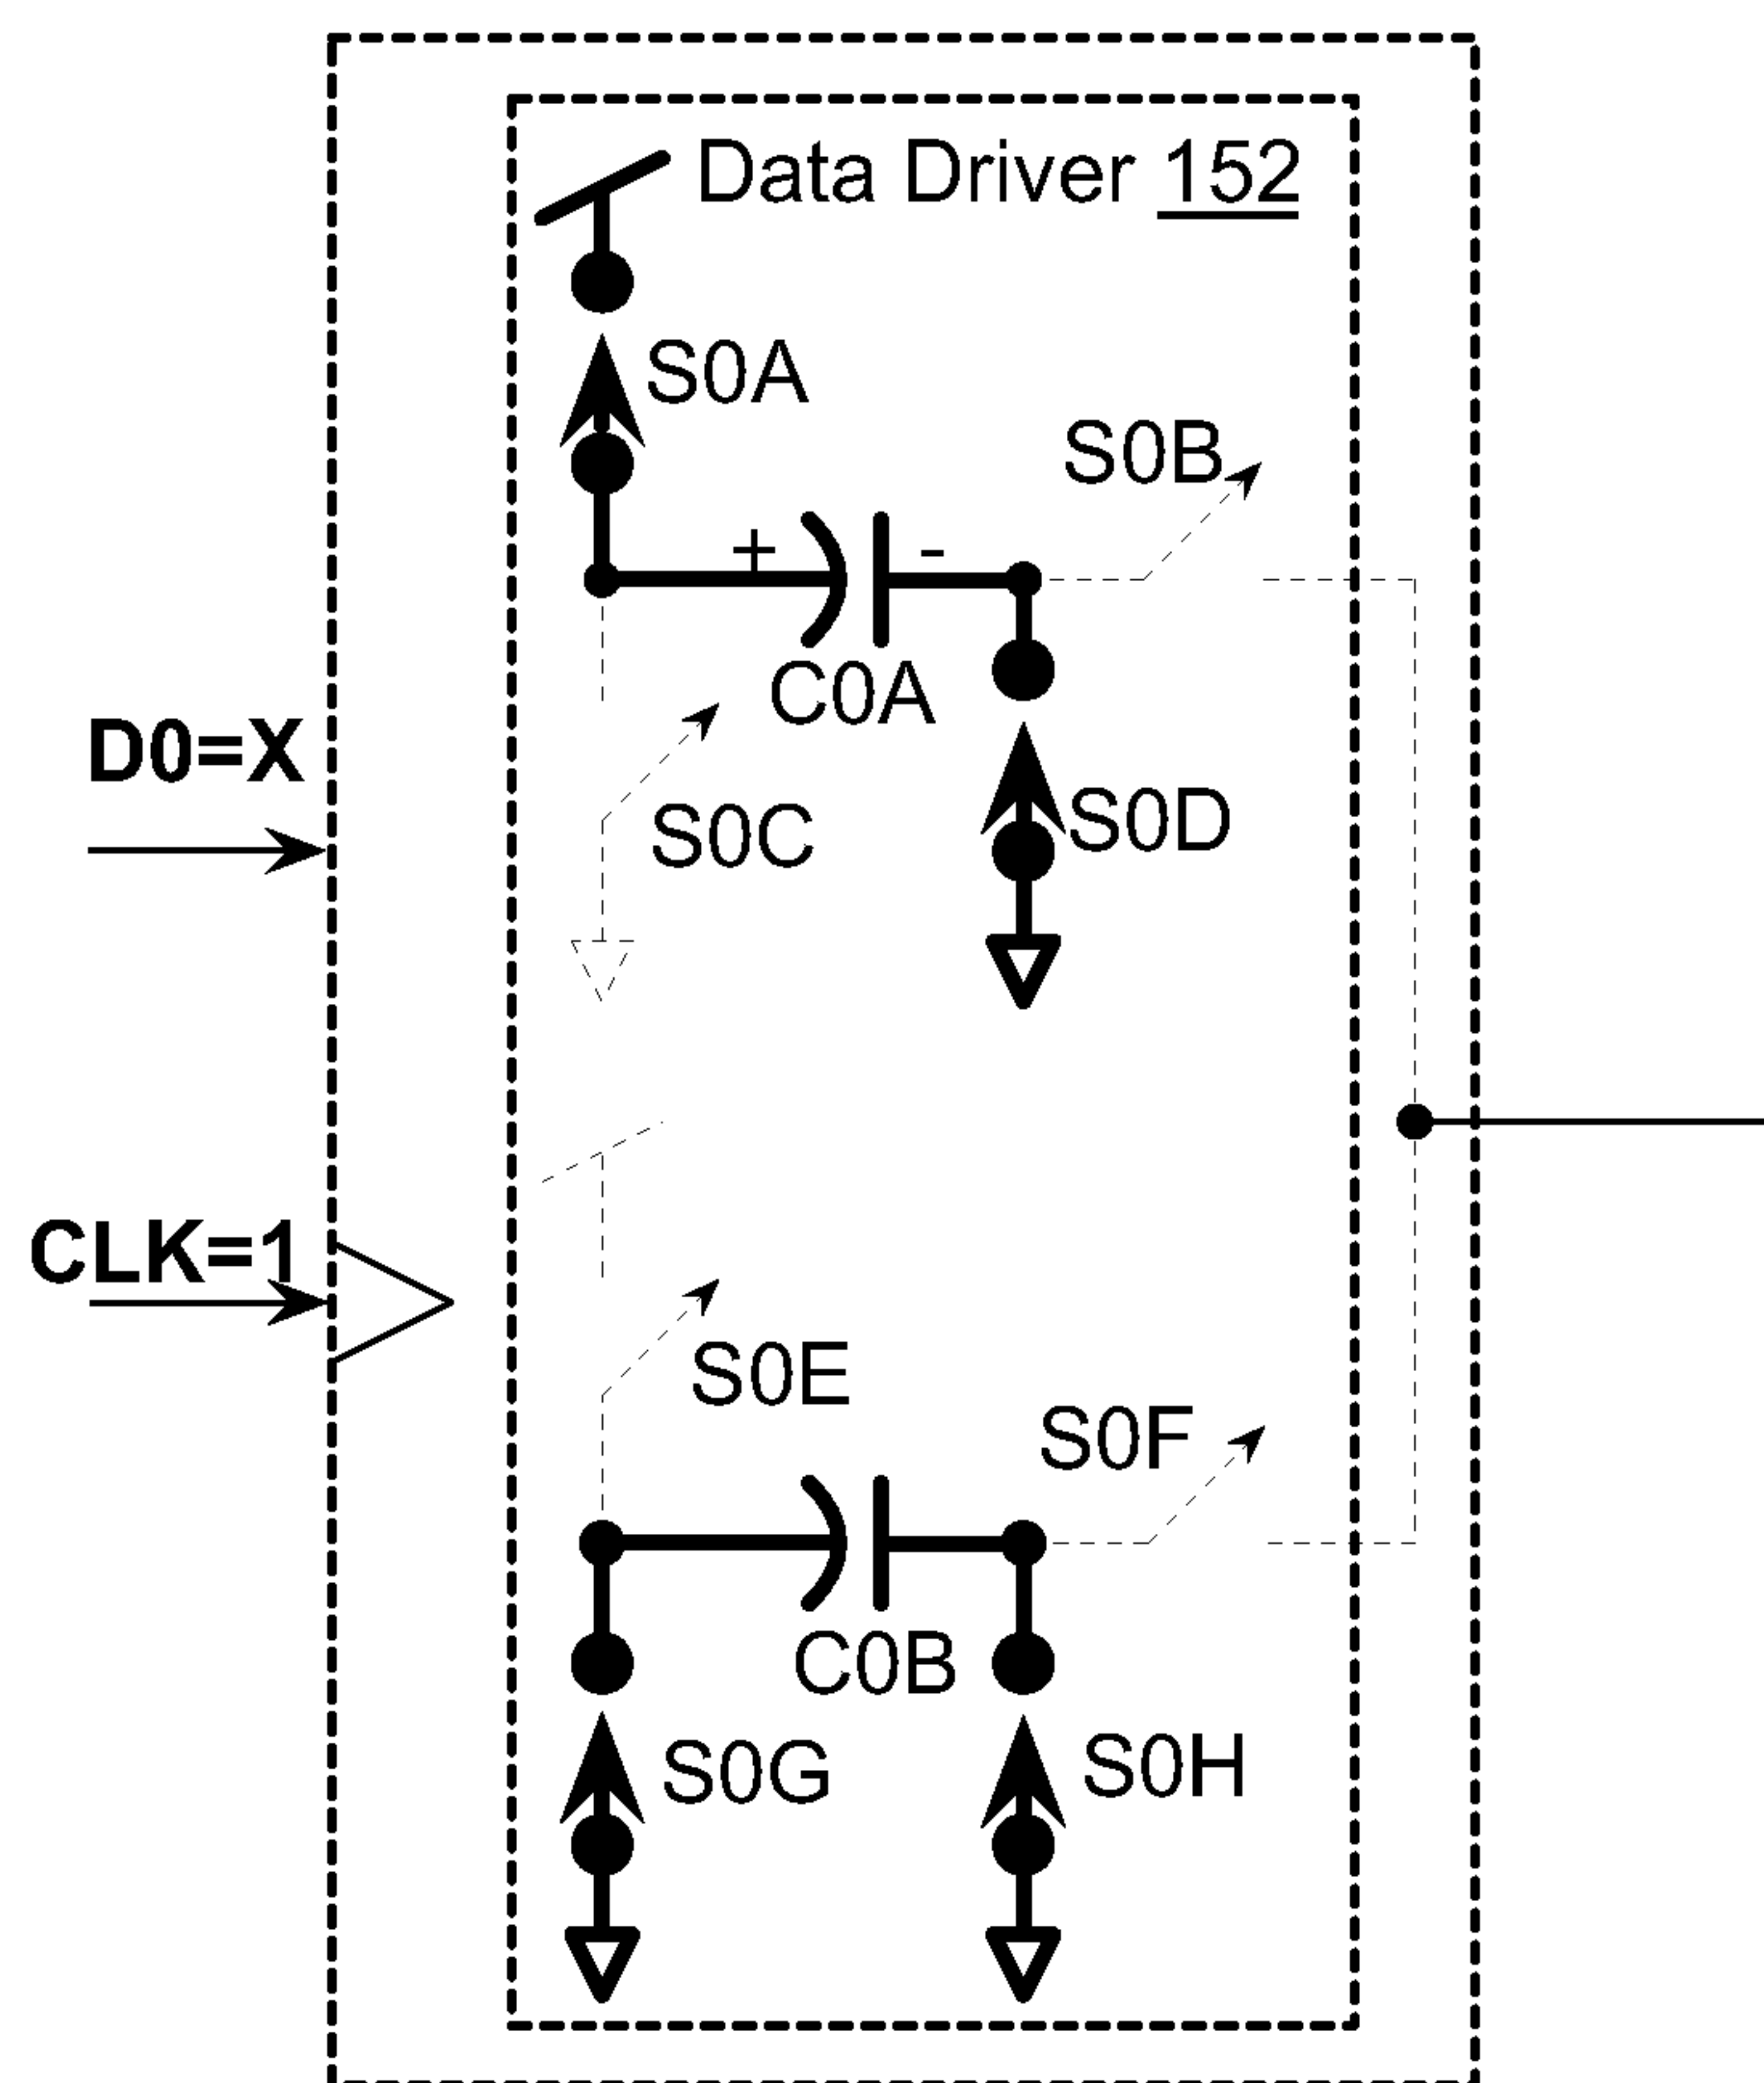 Data Driver 152
S0A
S0B
+ -
C0A
D0=X
S0C
S0D
CLK=1
S0E
S0F
C0B
S0G
S0H